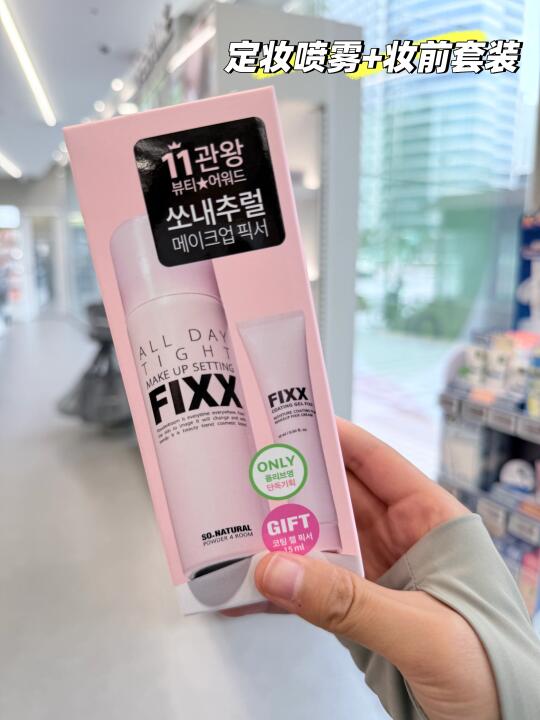 定妆喷雾+妆前套装
11관왕
뷰티★어워드
쏘내추럴
메이크업 픽서
ALL DAY
TIGHT
MAKE UP SETTING
FIXX
SO.NATURAL
POWDER 4 ROOM
FIXX
COATING GEL FIXER
ONLY
올리브영
단독기획
GIFT
코팅 젤 픽서
15 ml